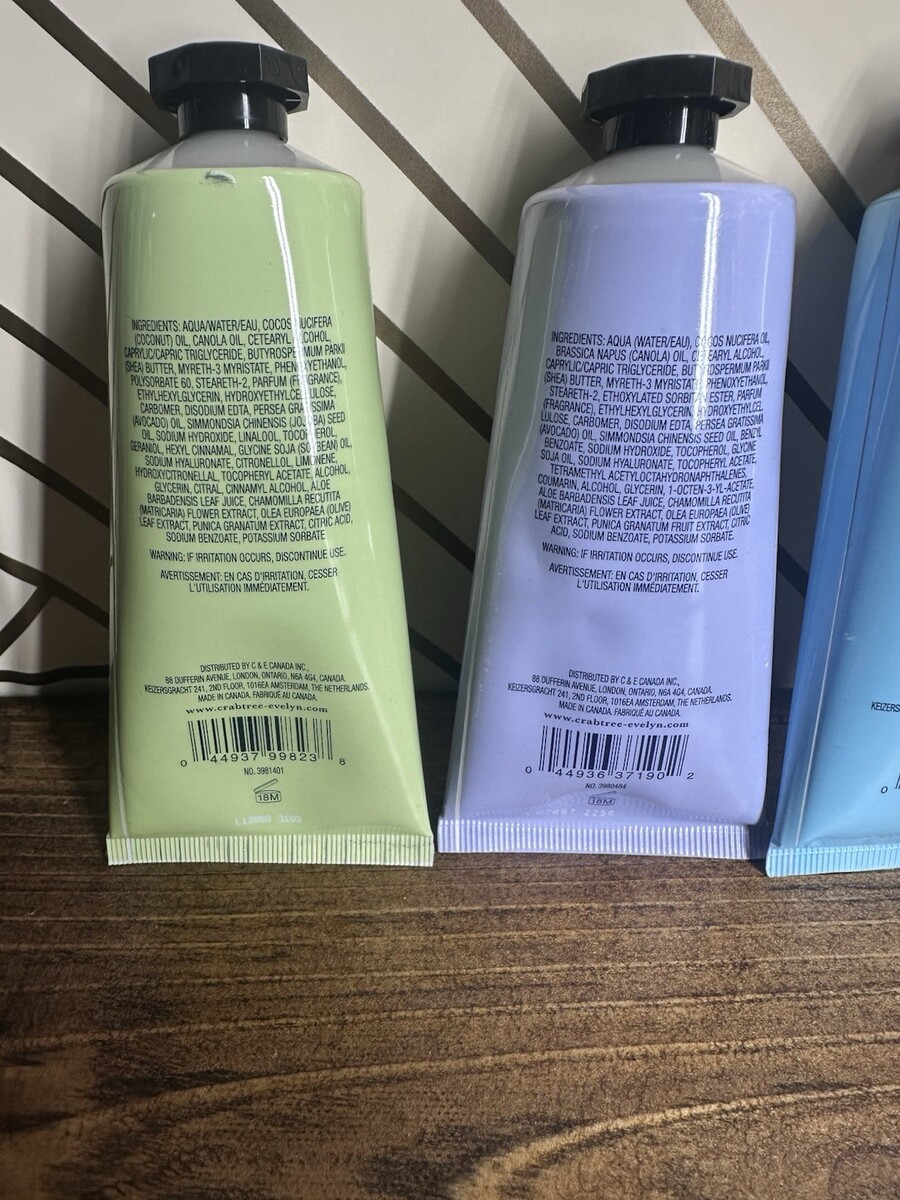 INGREDIENTS: AQUA/WATER/EAU, COCOS NUCIFERA
(COCONUT) OIL, CANOLA OIL, CETEARYL ALCOHOL,
CAPRYLIC/CAPRIC TRIGLYCERIDE, BUTYROSPERMUM PARKII
(SHEA) BUTTER, MYRETH-3 MYRISTATE, PHENOXYETHANOL,
POLYSORBATE 60, STEARETH-2, PARFUM (FRAGRANCE),
ETHYLHEXYLGLYCERIN, HYDROXYETHYLCELLULOSE,
CARBOMER, DISODIUM EDTA, PERSEA GRATISSIMA
(AVOCADO) OIL, SIMMONDSIA CHINENSIS (JOJOBA) SEED
OIL, SODIUM HYDROXIDE, LINALOOL, TOCOPHEROL,
GERANIOL, HEXYL CINNAMAL, GLYCINE SOJA (SOYBEAN) OIL,
SODIUM HYALURONATE, CITRONELLOL, LIMONENE,
HYDROXYCITRONELLAL, TOCOPHERYL ACETATE, ALCOHOL,
GLYCERIN, CITRAL, CINNAMYL ALCOHOL, ALOE
BARBADENSIS LEAF JUICE, CHAMOMILLA RECUTITA
(MATRICARIA) FLOWER EXTRACT, OLEA EUROPAEA (OLIVE)
LEAF EXTRACT, PUNICA GRANATUM EXTRACT, CITRIC ACID,
SODIUM BENZOATE, POTASSIUM SORBATE
WARNING: IF IRRITATION OCCURS, DISCONTINUE USE.
AVERTISSEMENT: EN CAS D'IRRITATION, CESSER
L'UTILISATION IMMÉDIATEMENT.
DISTRIBUTED BY C & E CANADA INC.,
88 DUFFERIN AVENUE, LONDON, ONTARIO, N6A 4G4, CANADA.
KEIZERSGRACHT 241, 2ND FLOOR, 1016EA AMSTERDAM, THE NETHERLANDS.
MADE IN CANADA. FABRIQUÉ AU CANADA.
www.crabtree-evelyn.com
0 44937 99823 8
NO. 3981401
18M
INGREDIENTS: AQUA (WATER/EAU), COCOS NUCIFERA OIL,
BRASSICA NAPUS (CANOLA) OIL, CETEARYL ALCOHOL,
CAPRYLIC/CAPRIC TRIGLYCERIDE, BUTYROSPERMUM PARKII
(SHEA) BUTTER, MYRETH-3 MYRISTATE, PHENOXYETHANOL,
STEARETH-2, ETHOXYLATED SORBITAN ESTER, PARFUM
(FRAGRANCE), ETHYLHEXYLGLYCERIN, HYDROXYETHYLCEL
LULOSE, CARBOMER, DISODIUM EDTA, PERSEA GRATISSIMA
(AVOCADO) OIL, SIMMONDSIA CHINENSIS SEED OIL, BENZYL
BENZOATE, SODIUM HYDROXIDE, TOCOPHEROL, GLYCINE
SOJA OIL, SODIUM HYALURONATE, TOCOPHERYL ACETATE,
TETRAMETHYL ACETYLOCTAHYDRONAPHTHALENES,
COUMARIN, ALCOHOL, GLYCERIN, 1-OCTEN-3-YL-ACETATE,
ALOE BARBADENSIS LEAF JUICE, CHAMOMILLA RECUTITA
(MATRICARIA) FLOWER EXTRACT, OLEA EUROPAEA (OLIVE)
LEAF EXTRACT, PUNICA GRANATUM FRUIT EXTRACT, CITRIC
ACID, SODIUM BENZOATE, POTASSIUM SORBATE.
WARNING: IF IRRITATION OCCURS, DISCONTINUE USE.
AVERTISSEMENT: EN CAS D'IRRITATION, CESSER
L'UTILISATION IMMÉDIATEMENT.
DISTRIBUTED BY C & E CANADA INC.,
88 DUFFERIN AVENUE, LONDON, ONTARIO, N6A 4G4, CANADA.
KEIZERSGRACHT 241, 2ND FLOOR, 1016EA AMSTERDAM, THE NETHERLANDS.
MADE IN CANADA. FABRIQUÉ AU CANADA.
www.crabtree-evelyn.com
0 44936 37190 2
NO. 3980484
18M
KEIZERS
0